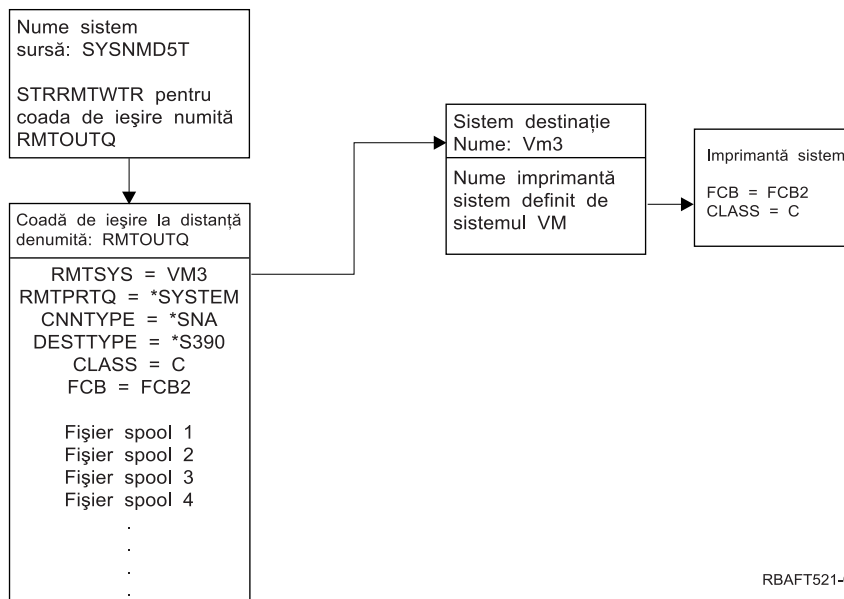 Nume sistem
sursă: SYSNMD5T
STRRMTWTR pentru
coada de ieşire numită
RMTOUTQ
Coadă de ieşire la distanţă
denumită: RMTOUTQ
RMTSYS = VM3
RMTPRTQ = *SYSTEM
CNNTYPE = *SNA
DESTTYPE = *S390
CLASS = C
FCB = FCB2
Fişier spool 1
Fişier spool 2
Fişier spool 3
Fişier spool 4
.
.
.
.
Sistem destinaţie
Nume: Vm3
Nume imprimantă
sistem definit de
sistemul VM
Imprimantă sistem
FCB = FCB2
CLASS = C
RBAFT521-